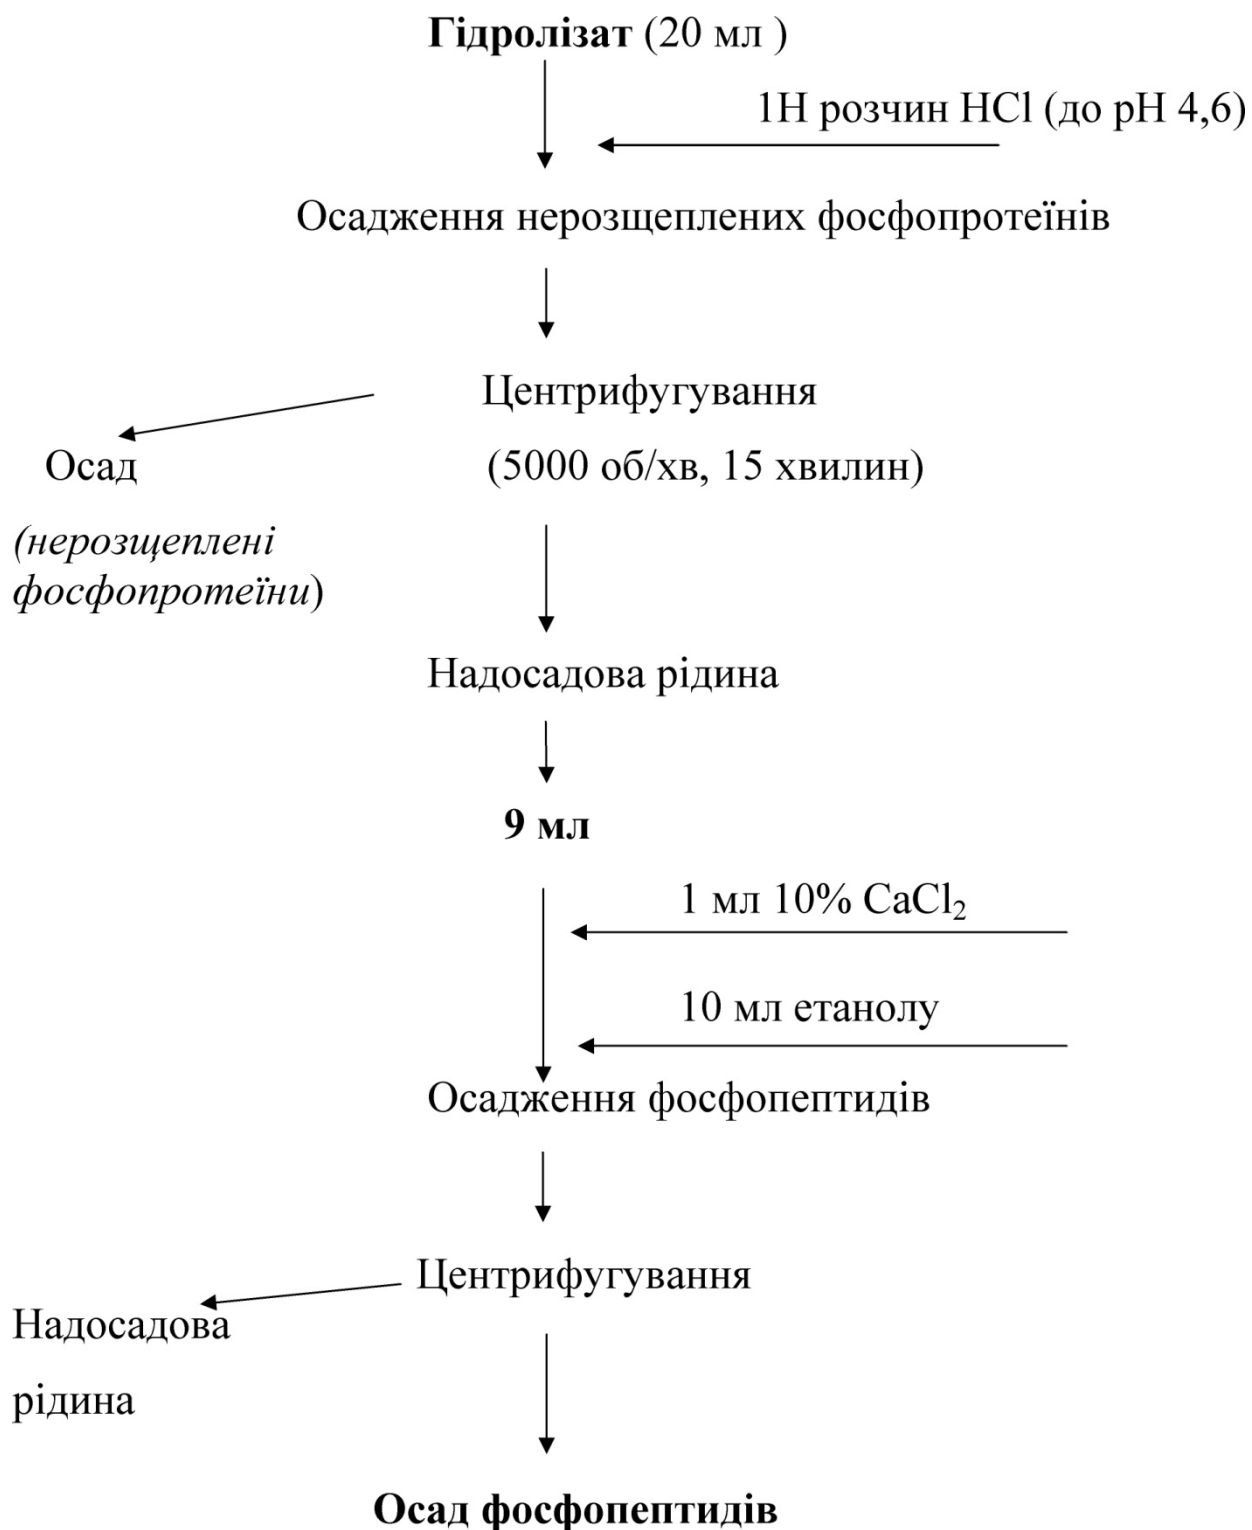 Гідролізат (20 мл )
1Н розчин HCl (до pH 4,6)
Осадження нерозщеплених фосфопротеїнів
Центрифугування
Осад
(5000 об/хв, 15 хвилин)
(нерозщеплені
фосфопротеїни)
Надосадова рідина
9 мл
1 мл 10% CaCl₂
10 мл етанолу
Осадження фосфопептидів
Центрифугування
Надосадова
рідина
Осад фосфопептидів